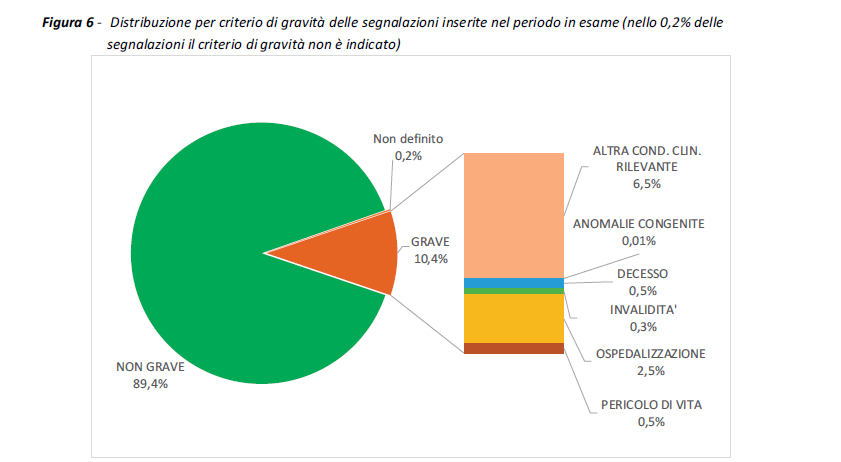 Figura 6 - Distribuzione per criterio di gravità delle segnalazioni inserite nel periodo in esame (nello 0,2% delle
segnalazioni il criterio di gravità non è indicato)
Non definito
0,2%
GRAVE
10,4%
NON GRAVE
89,4%
ALTRA COND. CLIN.
RILEVANTE
6,5%
ANOMALIE CONGENITE
0,01%
DECESSO
0,5%
INVALIDITA'
0,3%
OSPEDALIZZAZIONE
2,5%
PERICOLO DI VITA
0,5%